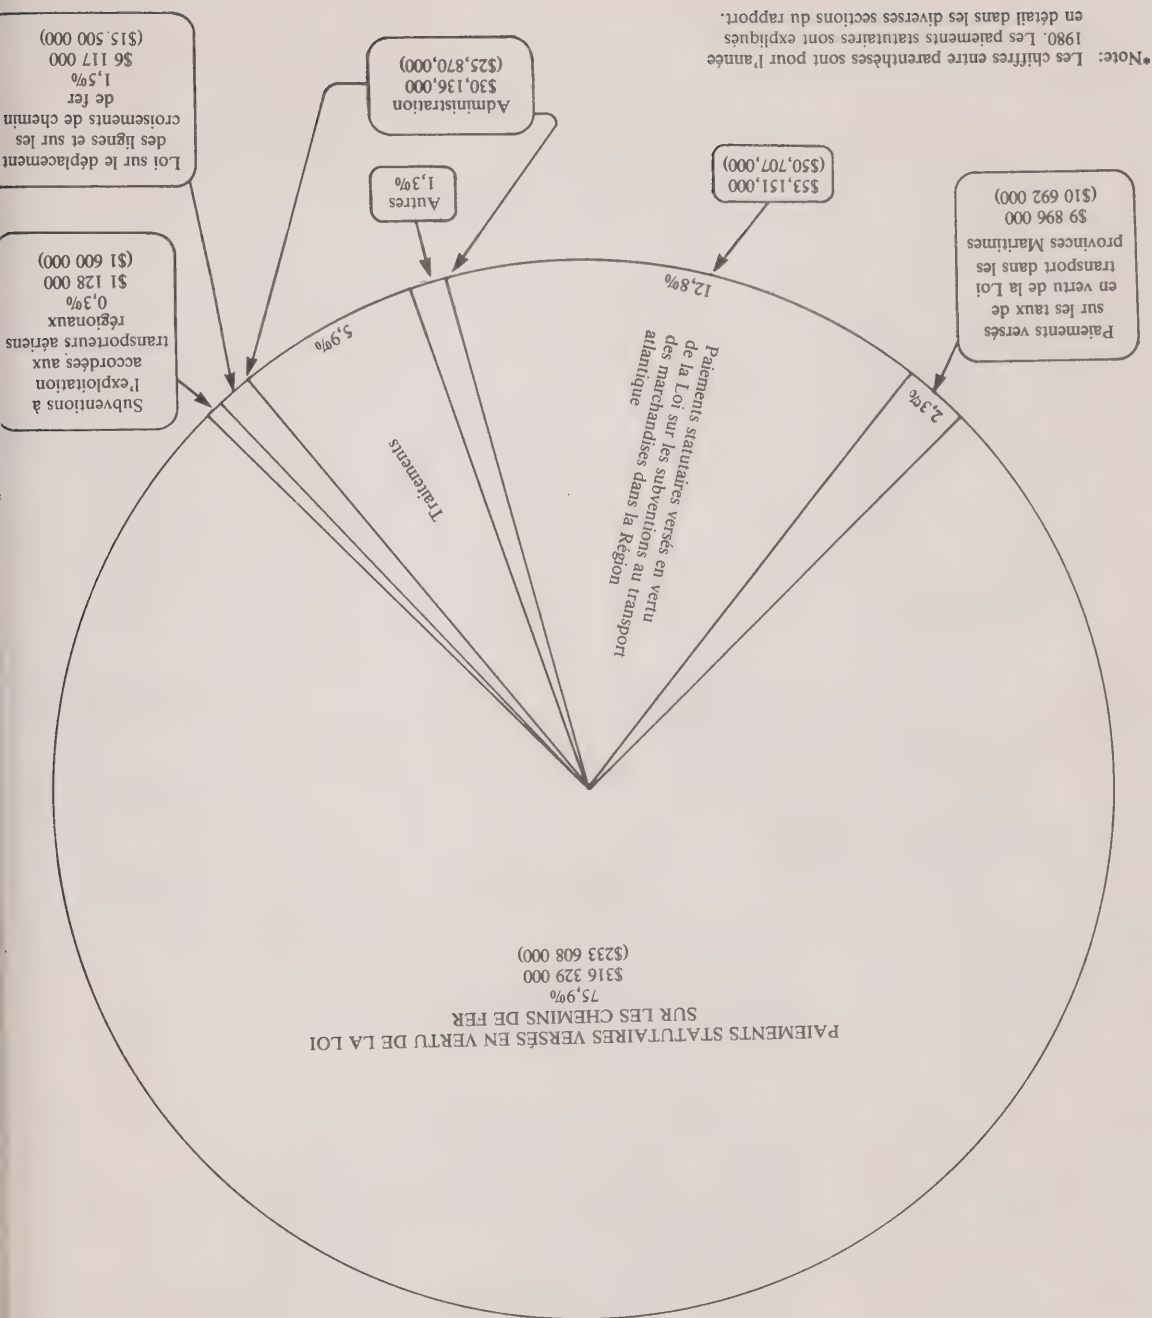 PAIEMENTS STATUTAIRES VERSÉS EN VERTU DE LA LOI
SUR LES CHEMINS DE FER
75,9%
$316 329 000
($233 608 000)
Subventions à
l'exploitation
accordées aux
transporteurs aériens
régionaux
0,3%
$1 128 000
($1 600 000)
Loi sur le déplacement
des lignes et sur les
croisements de chemin
de fer
1,5%
$6 117 000
($15.500 000)
Traitements
5,9%
Autres
1,3%
Administration
$30,136,000
($25,870,000)
Paiements statutaires versés en vertu
de la Loi sur les subventions au transport
des marchandises dans la Région
atlantique
12,8%
$53,151,000
($50,707,000)
2,3%
Paiements versés
sur les taux de
en vertu de la Loi
transport dans les
provinces Maritimes
$9 896 000
($10 692 000)
*Note: Les chiffres entre parenthèses sont pour l'année
1980. Les paiements statutaires sont expliqués
en détail dans les diverses sections du rapport.